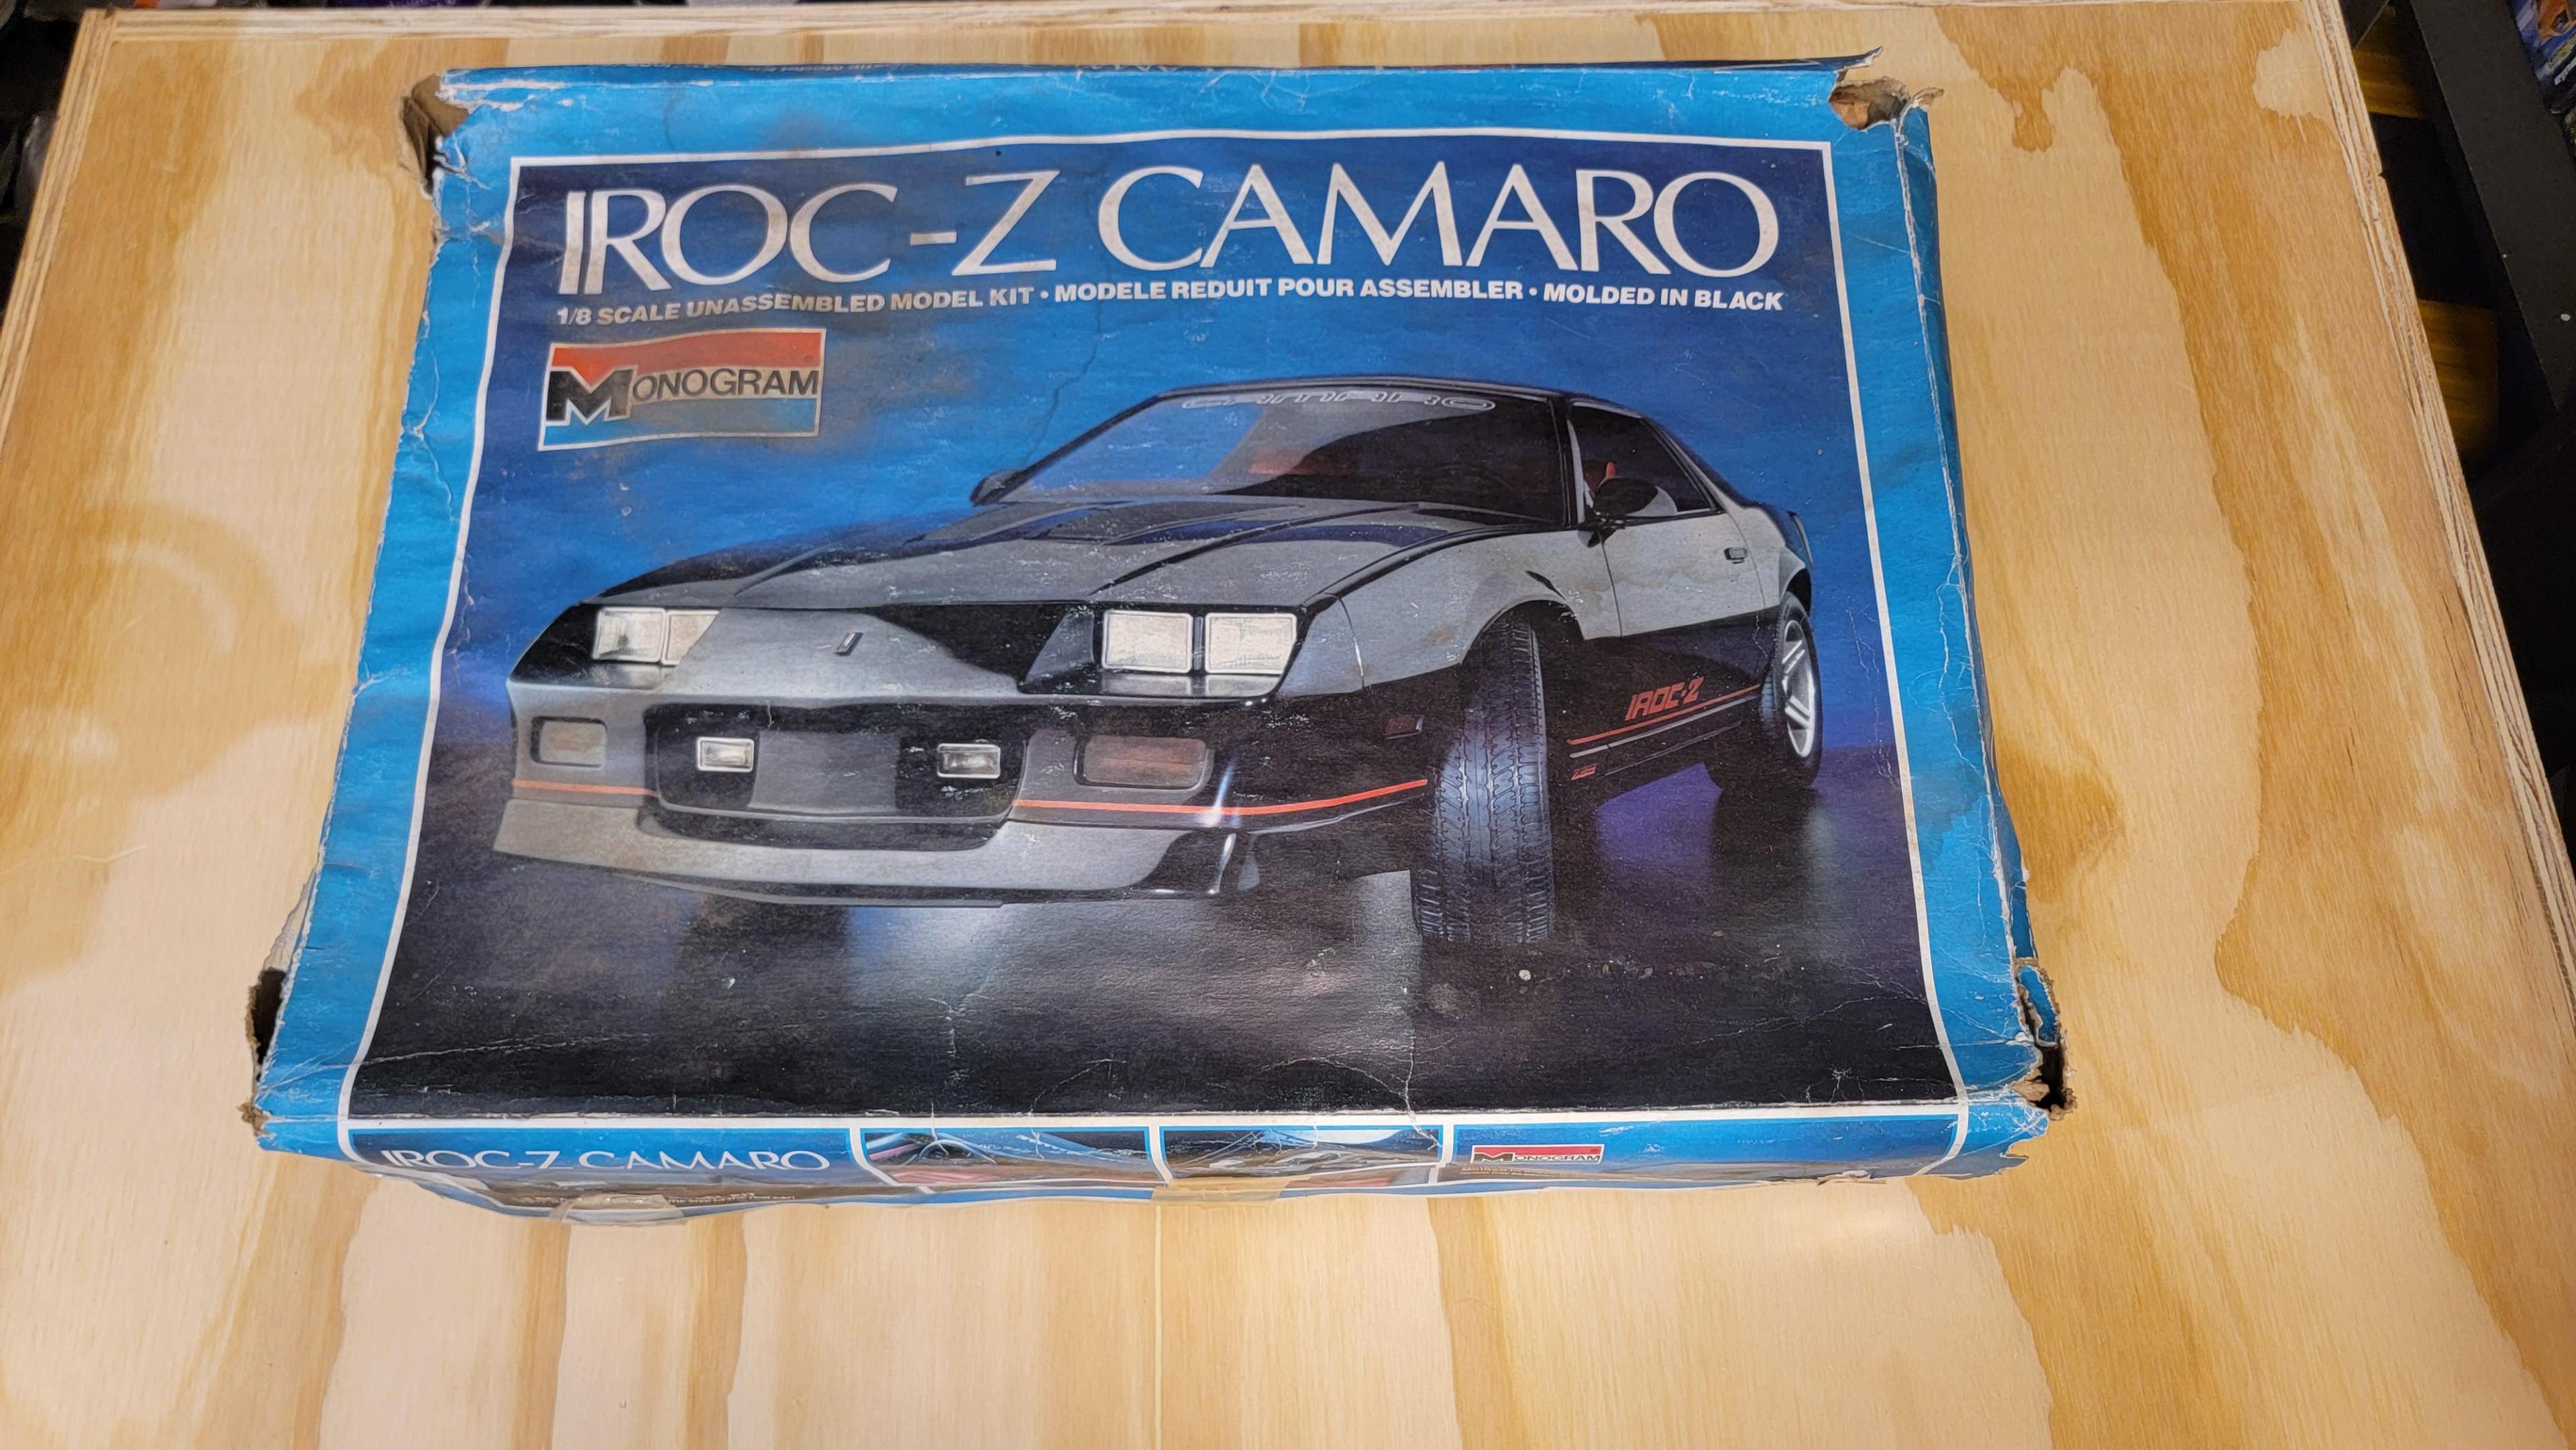 IROC-Z CAMARO
1/8 SCALE UNASSEMBLED MODEL KIT • MODELE REDUIT POUR ASSEMBLER • MOLDED IN BLACK
MONOGRAM
CAMARO
IROC-Z
IROC-Z CAMARO
MONOGRAM